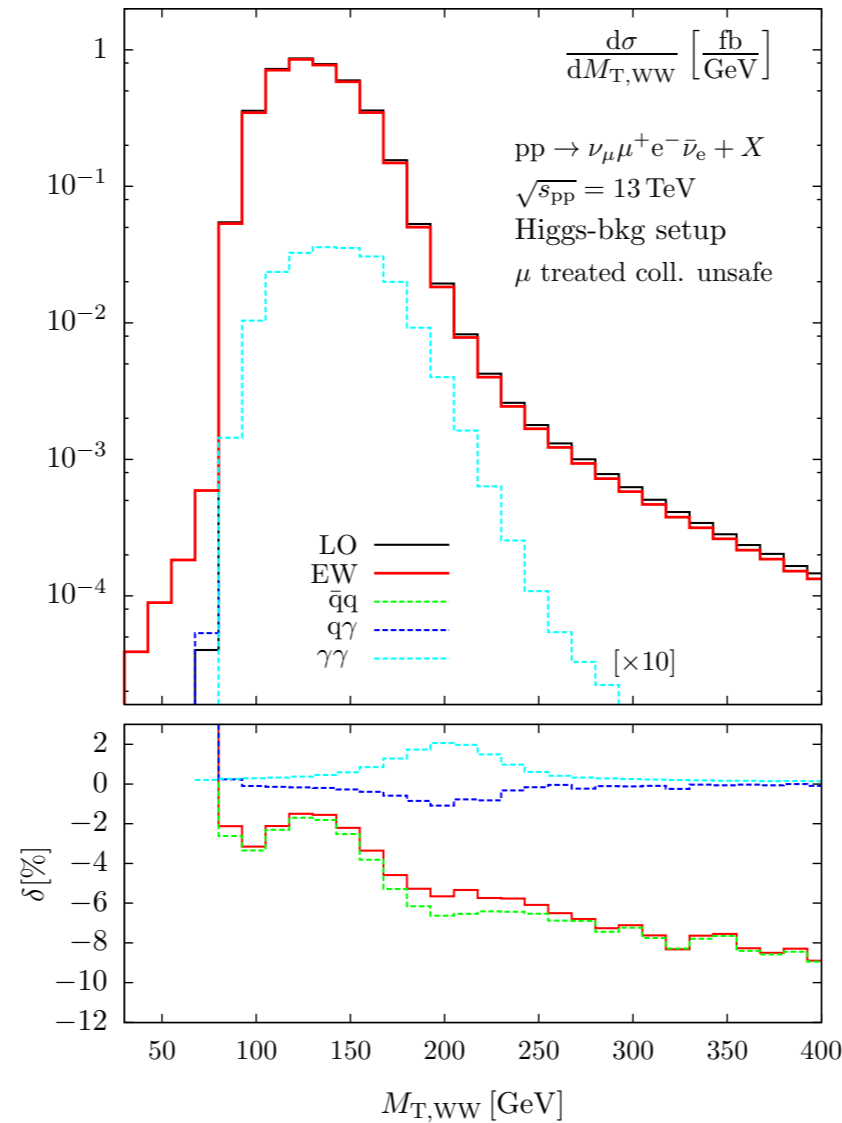 dσ/dM_T,WW [fb/GeV]
pp → ν_μ μ⁺ e⁻ ν̄_e + X
√s_pp = 13 TeV
Higgs-bkg setup
μ treated coll. unsafe
1
10⁻¹
10⁻²
10⁻³
10⁻⁴
LO
EW
q̄q
qγ
γγ
[×10]
δ[%]
2
0
−2
−4
−6
−8
−10
−12
50 100 150 200 250 300 350 400
M_T,WW [GeV]